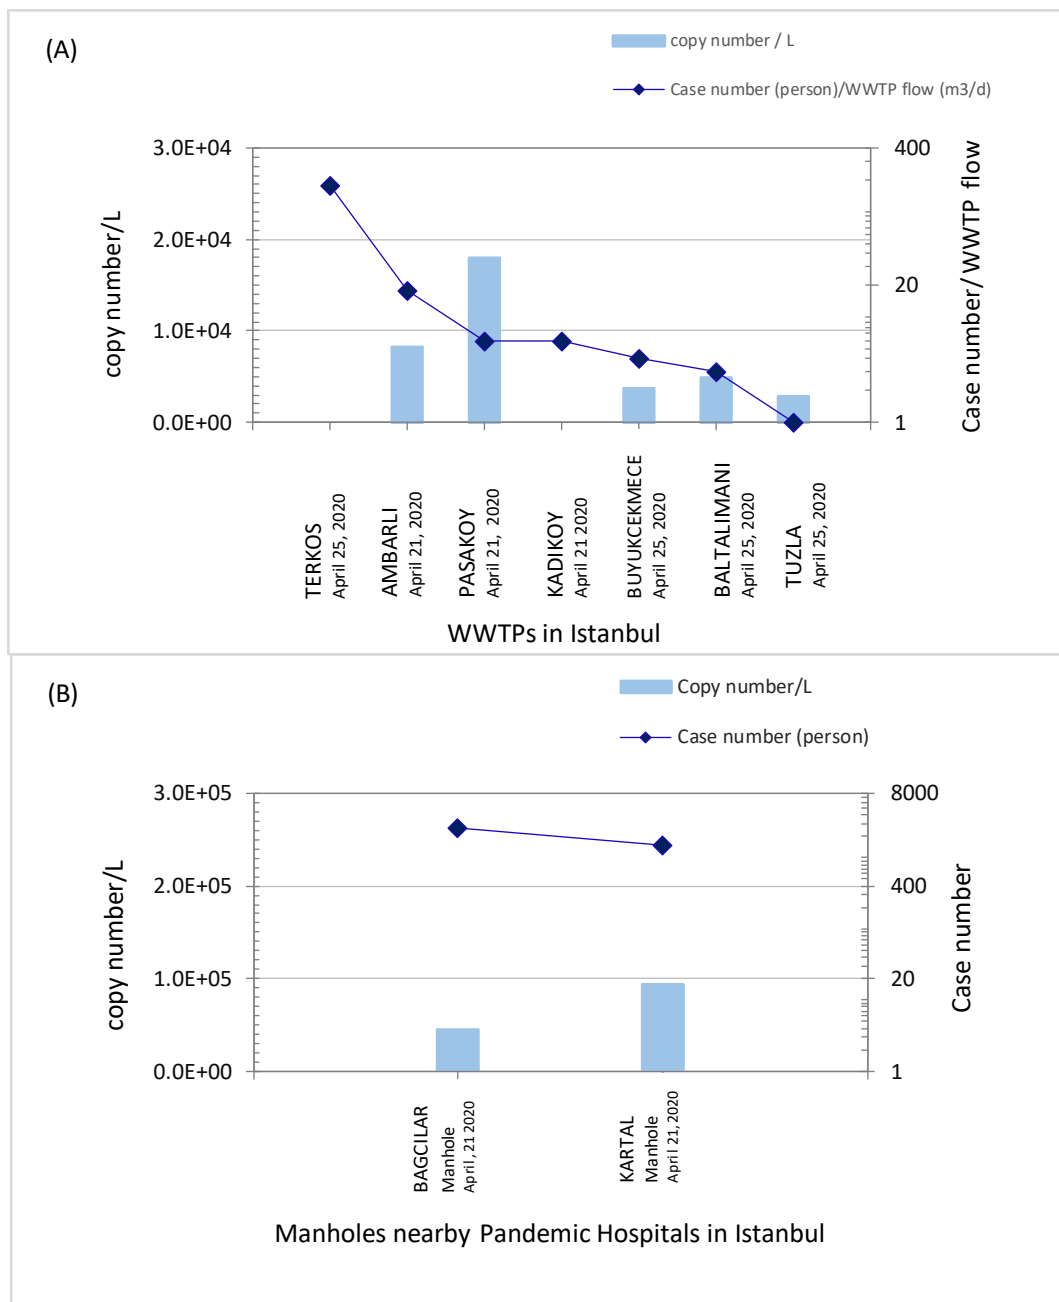 (A)
copy number / L
Case number (person)/WWTP flow (m3/d)
3.0E+04
2.0E+04
1.0E+04
0.0E+00
copy number/L
400
20
1
Case number/ WWTP flow
TERKOS
April 25, 2020
AMBARLI
April 21, 2020
PASAKOY
April 21, 2020
KADIKOY
April 21 2020
BUYUKCEKMECE
April 25, 2020
BALTALIMANI
April 25, 2020
TUZLA
April 25, 2020
WWTPs in Istanbul
(B)
Copy number/L
Case number (person)
3.0E+05
2.0E+05
1.0E+05
0.0E+00
copy number/L
8000
400
20
1
Case number
BAGCILAR
Manhole
April, 21 2020
KARTAL
Manhole
April 21, 2020
Manholes nearby Pandemic Hospitals in Istanbul